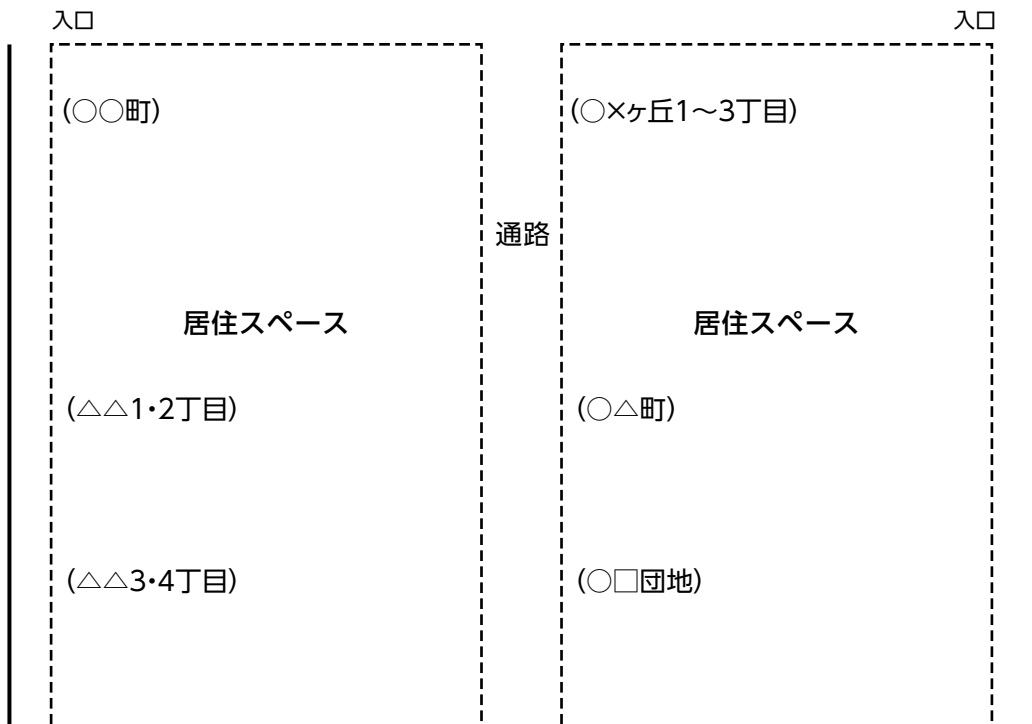 入口
入口
(○○町)
(○×ヶ丘1～3丁目)
通路
居住スペース
居住スペース
(△△1・2丁目)
(○△町)
(△△3・4丁目)
(○□団地)